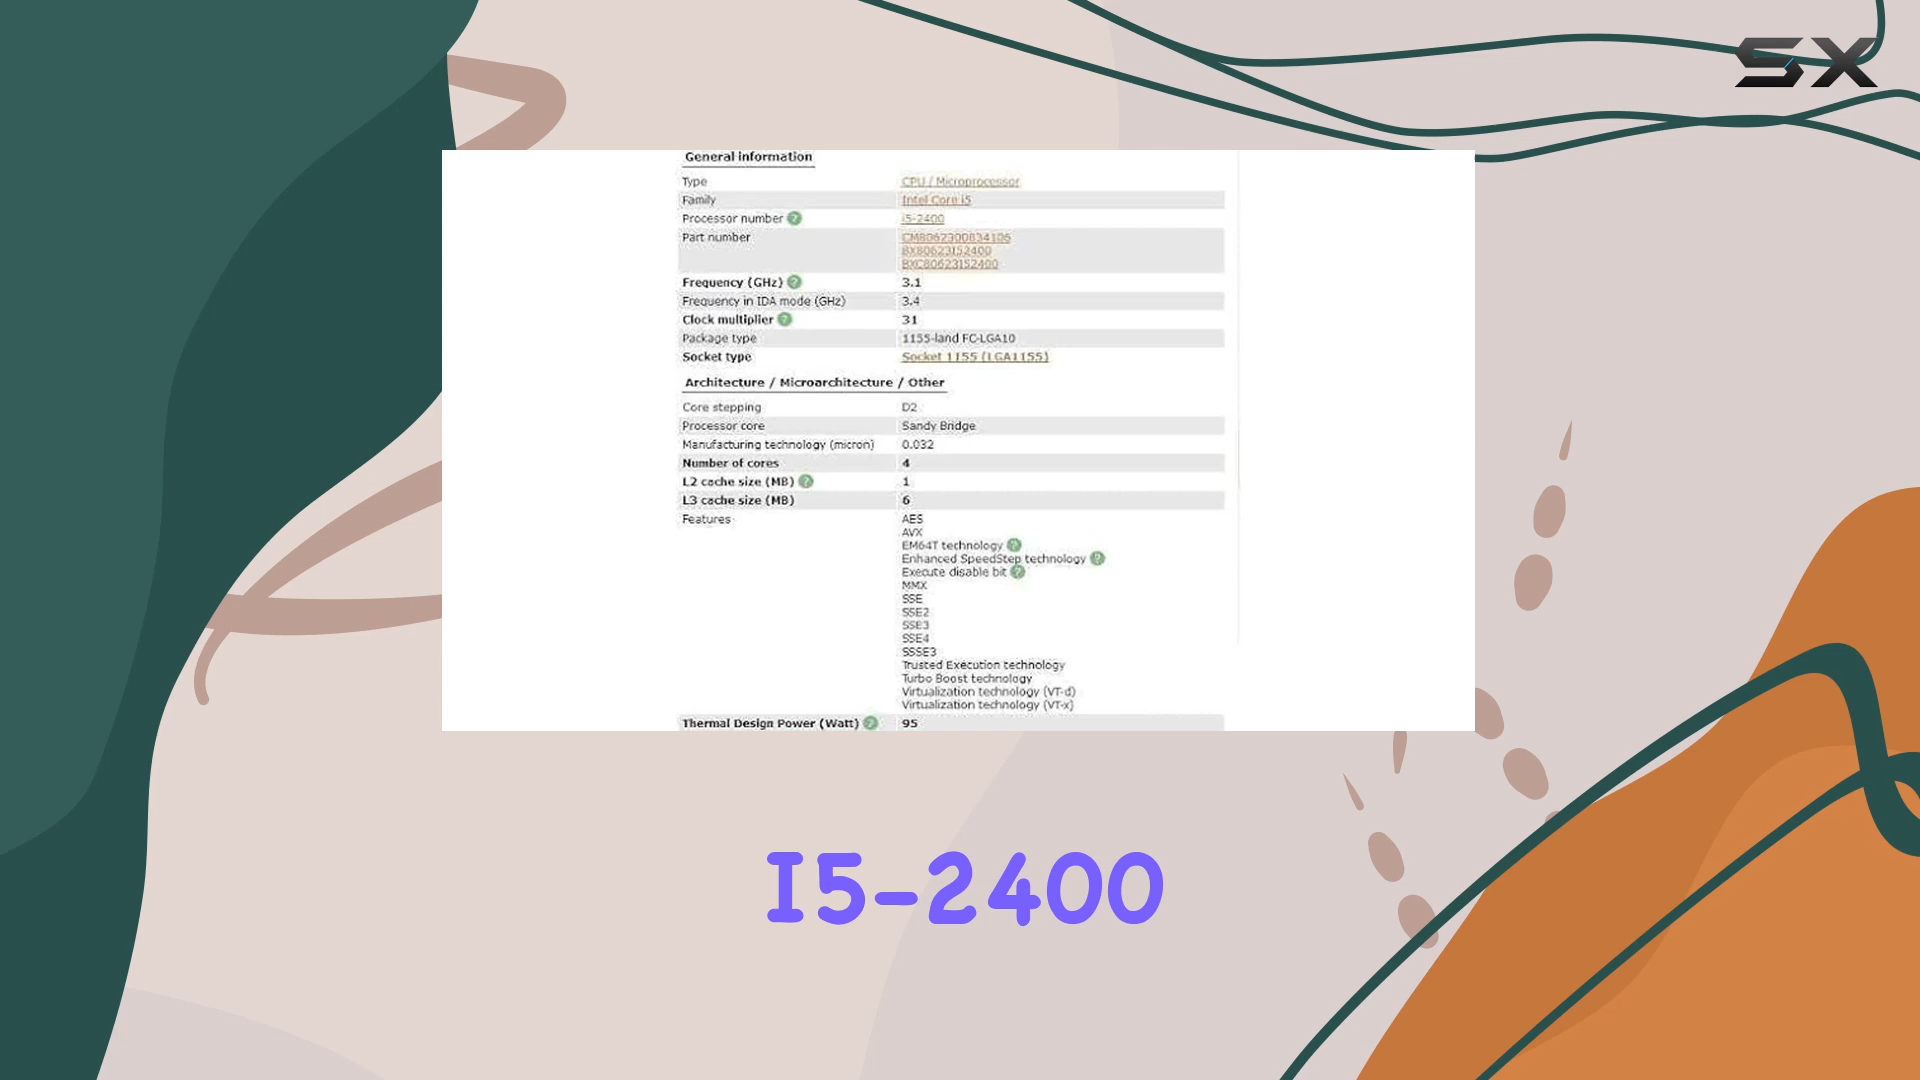 SX
General information
Type CPU / Microprocessor
Family Intel Core i5
Processor number ? i5-2400
Part number CM8062300834106
BX80623I52400
BXC80623I52400
Frequency (GHz) ? 3.1
Frequency in IDA mode (GHz) 3.4
Clock multiplier ? 31
Package type 1155-land FC-LGA10
Socket type Socket 1155 (LGA1155)
Architecture / Microarchitecture / Other
Core stepping D2
Processor core Sandy Bridge
Manufacturing technology (micron) 0.032
Number of cores 4
L2 cache size (MB) ? 1
L3 cache size (MB) 6
Features AES
AVX
EM64T technology ?
Enhanced SpeedStep technology ?
Execute disable bit ?
MMX
SSE
SSE2
SSE3
SSE4
SSSE3
Trusted Execution technology
Turbo Boost technology
Virtualization technology (VT-d)
Virtualization technology (VT-x)
Thermal Design Power (Watt) ? 95
I5-2400